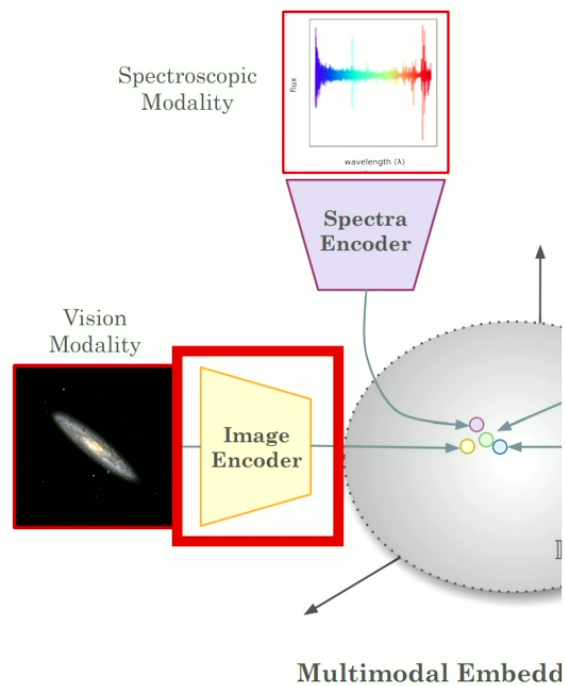 Spectroscopic
Modality
flux
wavelength (λ)
Spectra
Encoder
Vision
Modality
Image
Encoder
Multimodal Embedd